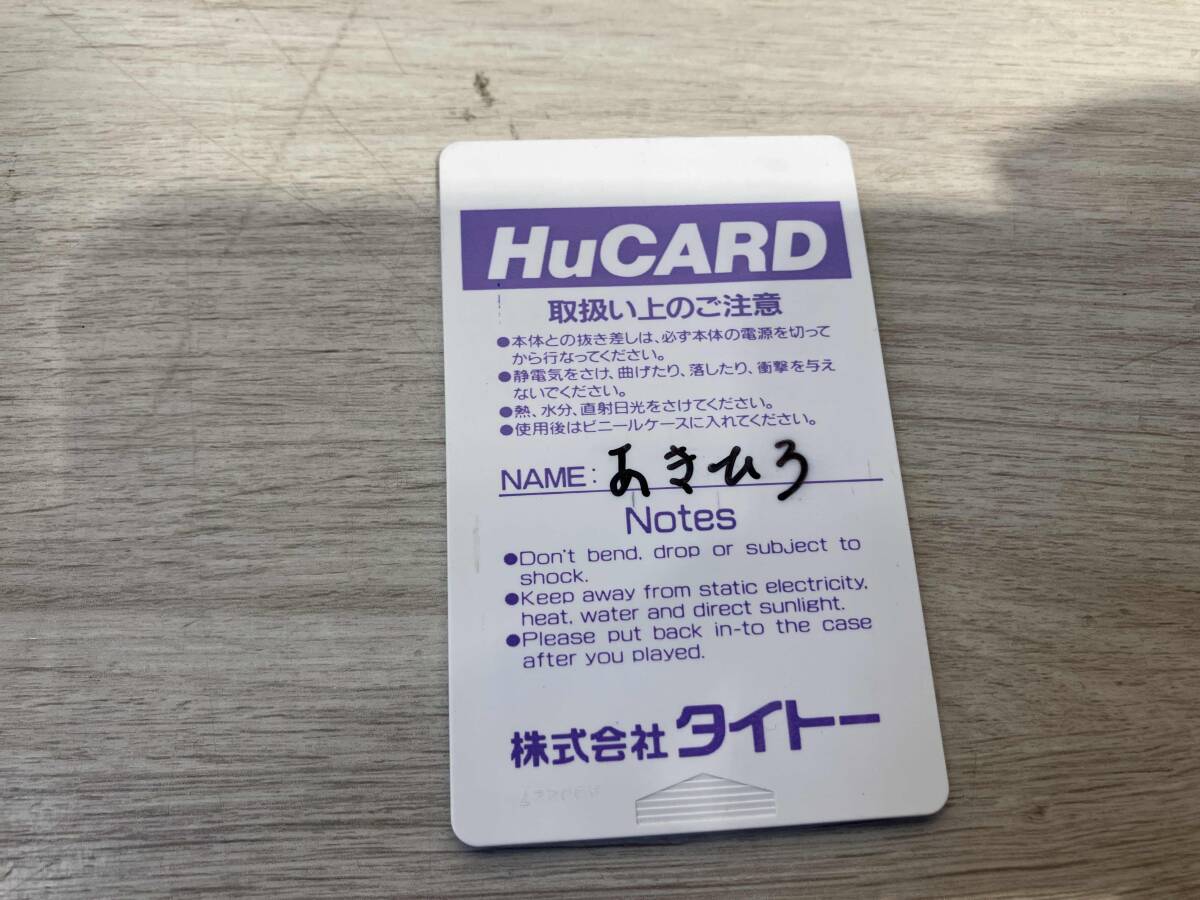 HuCARD
取扱い上のご注意
●本体との抜き差しは、必ず本体の電源を切って
から行なってください。
●静電気をさけ、曲げたり、落したり、衝撃を与え
ないでください。
●熱、水分、直射日光をさけてください。
●使用後はビニールケースに入れてください。
NAME: あきひろ
Notes
●Don't bend, drop or subject to
shock.
●Keep away from static electricity,
heat, water and direct sunlight.
●Please put back in-to the case
after you played.
株式会社タイトー